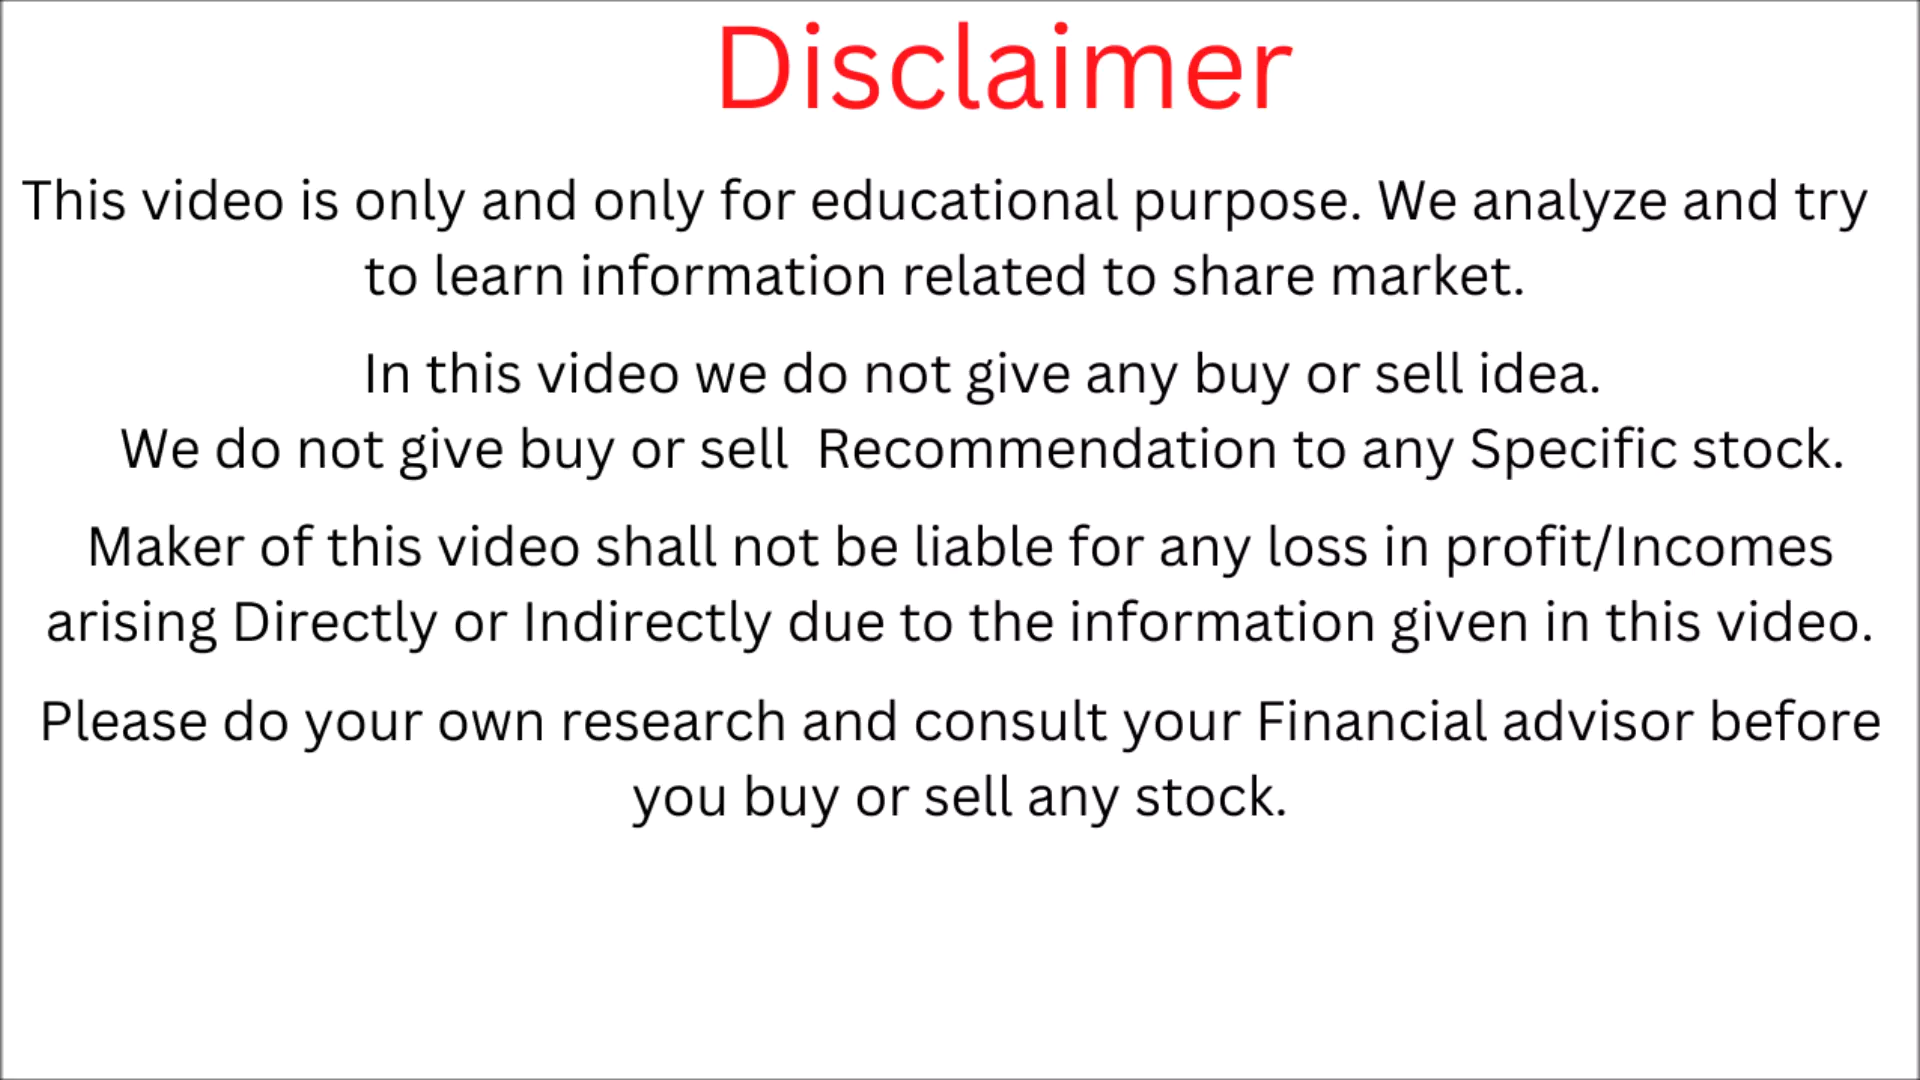 Disclaimer
This video is only and only for educational purpose. We analyze and try
to learn information related to share market.
In this video we do not give any buy or sell idea.
We do not give buy or sell  Recommendation to any Specific stock.
Maker of this video shall not be liable for any loss in profit/Incomes
arising Directly or Indirectly due to the information given in this video.
Please do your own research and consult your Financial advisor before
you buy or sell any stock.